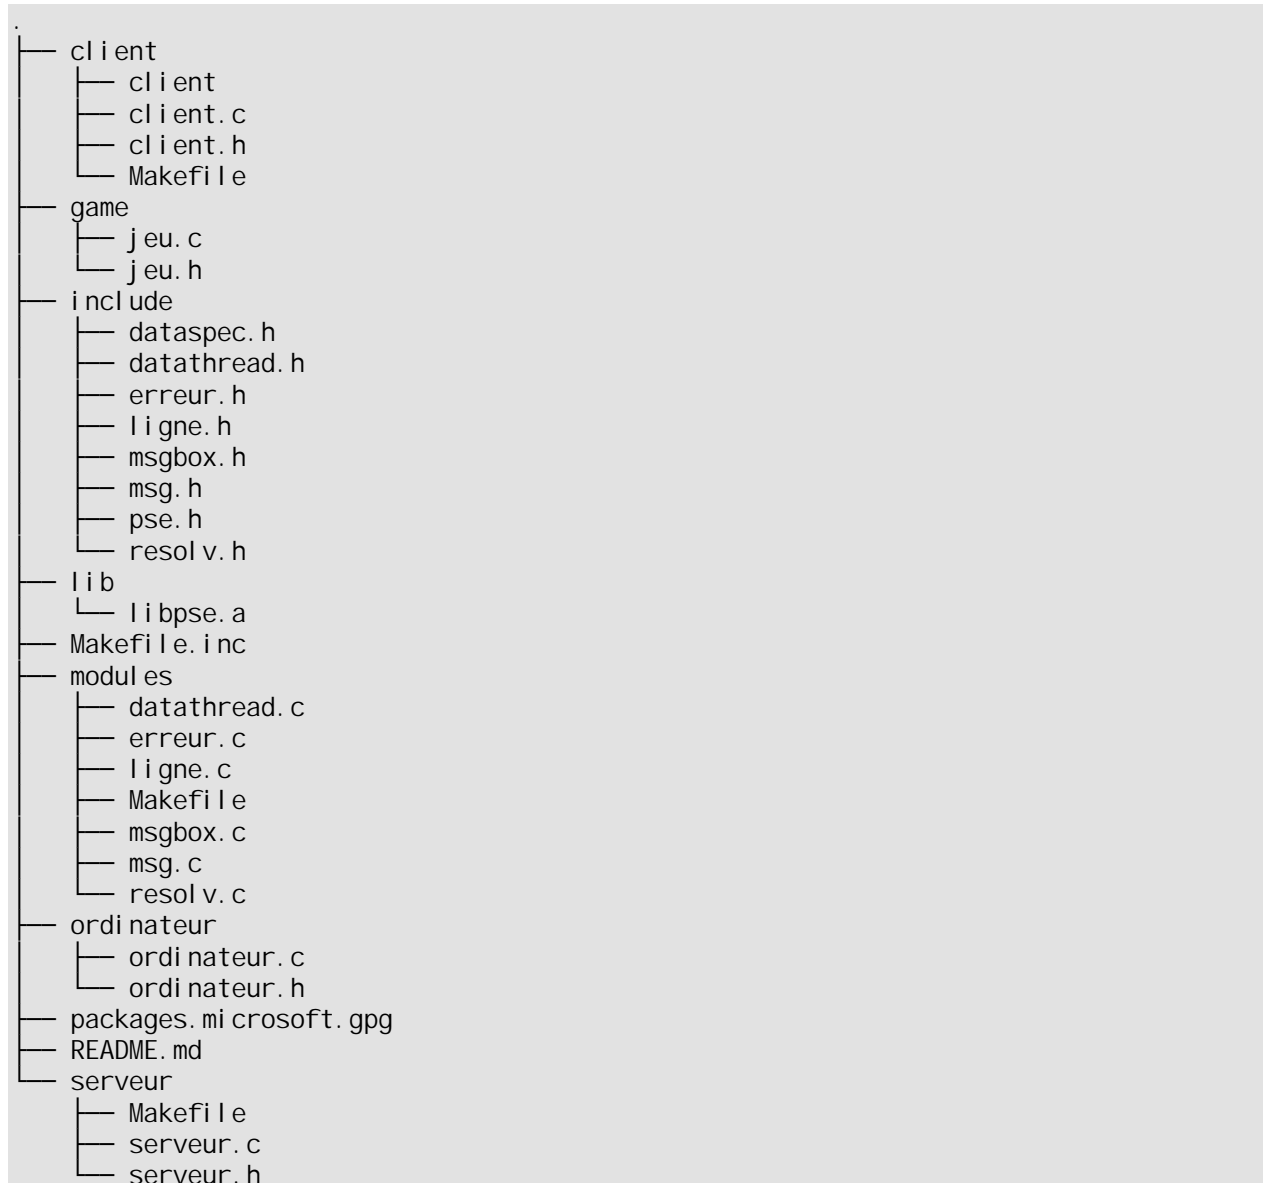 .
├── client
│   ├── client
│   ├── client.c
│   ├── client.h
│   └── Makefile
├── game
│   ├── jeu.c
│   └── jeu.h
├── include
│   ├── dataspec.h
│   ├── datathread.h
│   ├── erreur.h
│   ├── ligne.h
│   ├── msgbox.h
│   ├── msg.h
│   ├── pse.h
│   └── resolv.h
├── lib
│   └── libpse.a
├── Makefile.inc
├── modules
│   ├── datathread.c
│   ├── erreur.c
│   ├── ligne.c
│   ├── Makefile
│   ├── msgbox.c
│   ├── msg.c
│   └── resolv.c
├── ordinateur
│   ├── ordinateur.c
│   └── ordinateur.h
├── packages.microsoft.gpg
├── README.md
└── serveur
    ├── Makefile
    ├── serveur.c
    └── serveur.h